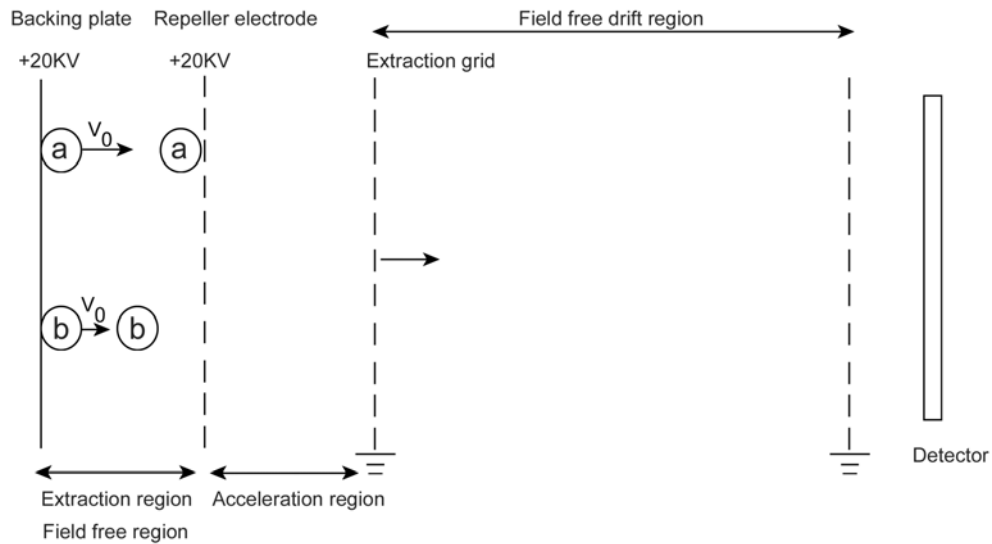 Backing plate
Repeller electrode
Field free drift region
+20KV
+20KV
Extraction grid
a
V0
a
b
V0
b
Detector
Extraction region
Acceleration region
Field free region